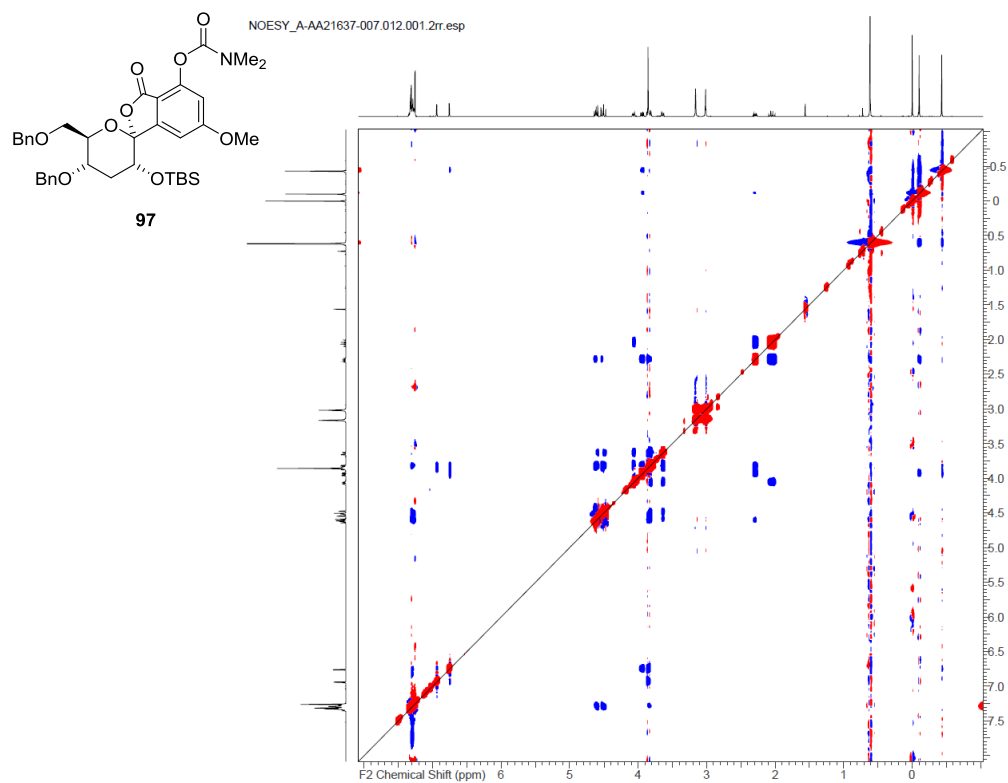 NOESY_A-AA21637-007.012.001.2rr.esp
O
O
NMe2
O
O
O
BnO
OMe
BnO
OTBS
97
-0.5
0
0.5
1.0
1.5
2.0
2.5
3.0
3.5
4.0
4.5
5.0
5.5
6.0
6.5
7.0
7.5
F2 Chemical Shift (ppm) 6 5 4 3 2 1 0